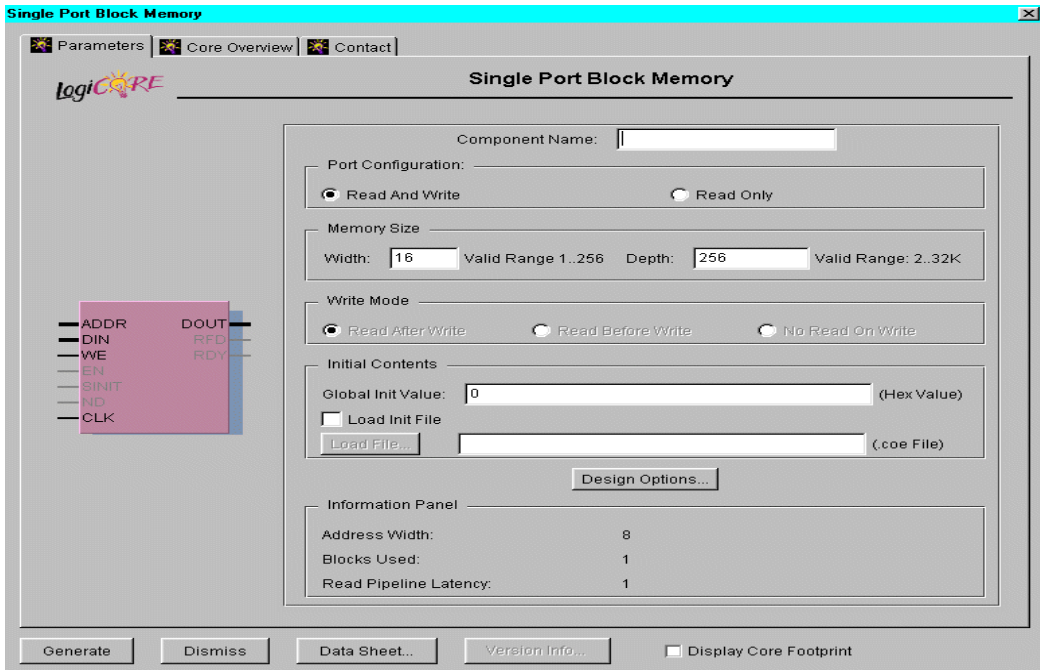 Single Port Block Memory
Parameters Core Overview Contact
LogiCORE
Single Port Block Memory
Component Name:
Port Configuration:
Read And Write Read Only
Memory Size
Width: 16 Valid Range 1..256 Depth: 256 Valid Range: 2..32K
Write Mode
Read After Write Read Before Write No Read On Write
ADDR DOUT
DIN RFD
WE RDY
EN
SINIT
ND
CLK
Initial Contents
Global Init Value: 0 (Hex Value)
Load Init File
Load File... (.coe File)
Design Options...
Information Panel
Address Width: 8
Blocks Used: 1
Read Pipeline Latency: 1
Generate Dismiss Data Sheet... Version Info... Display Core Footprint